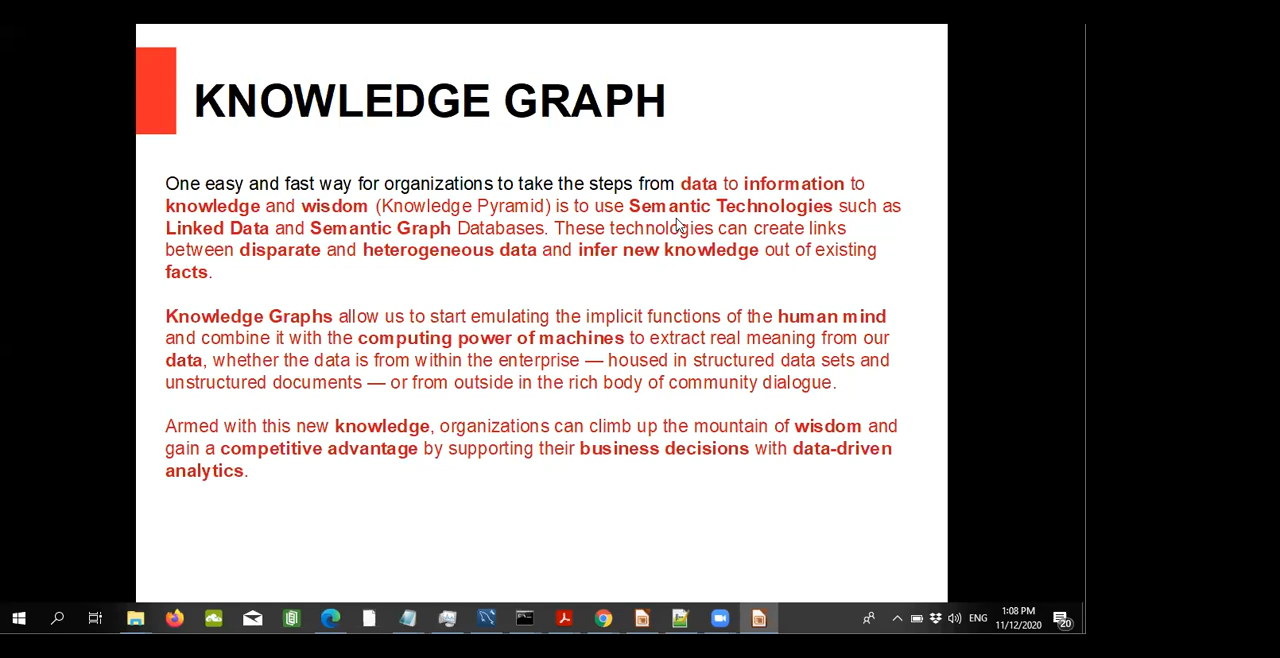 KNOWLEDGE GRAPH
One easy and fast way for organizations to take the steps from data to information to
knowledge and wisdom (Knowledge Pyramid) is to use Semantic Technologies such as
Linked Data and Semantic Graph Databases. These technologies can create links
between disparate and heterogeneous data and infer new knowledge out of existing
facts.
Knowledge Graphs allow us to start emulating the implicit functions of the human mind
and combine it with the computing power of machines to extract real meaning from our
data, whether the data is from within the enterprise — housed in structured data sets and
unstructured documents — or from outside in the rich body of community dialogue.
Armed with this new knowledge, organizations can climb up the mountain of wisdom and
gain a competitive advantage by supporting their business decisions with data-driven
analytics.
ENG
1:08 PM
11/12/2020
20